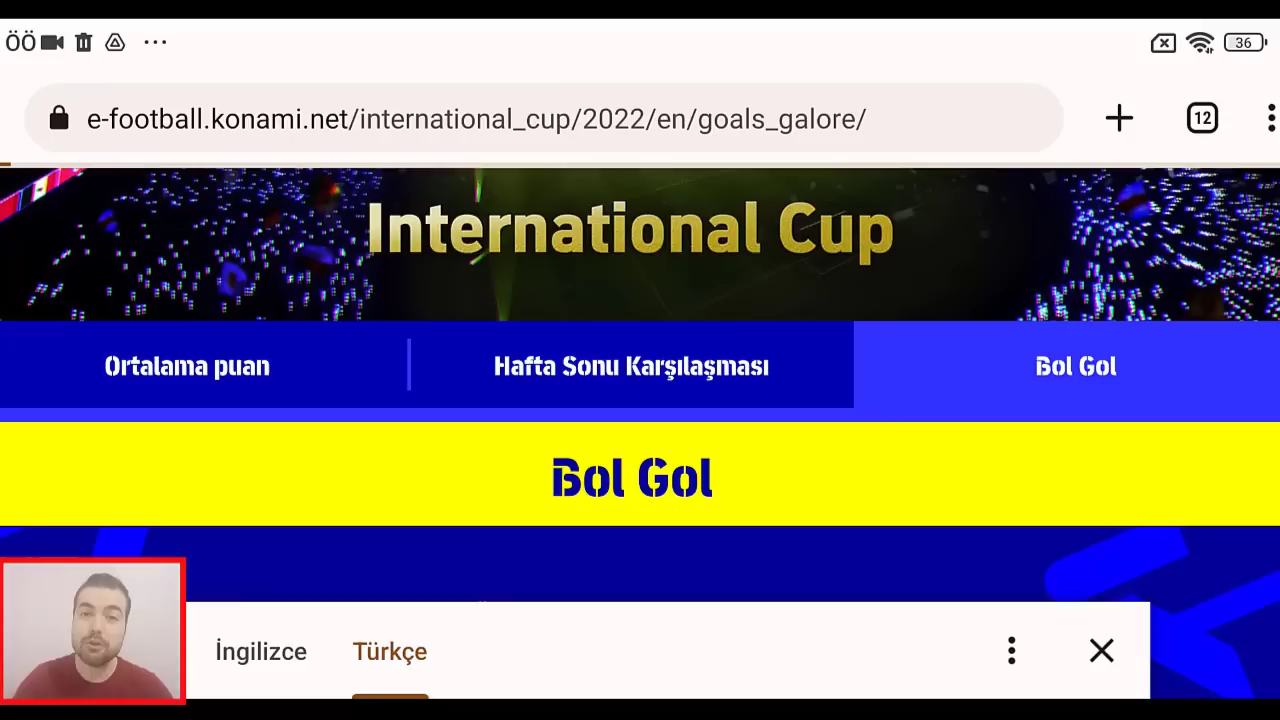 ÖÖ
36
e-football.konami.net/international_cup/2022/en/goals_galore/
12
International Cup
Ortalama puan
Hafta Sonu Karşılaşması
Bol Gol
Bol Gol
İngilizce
Türkçe